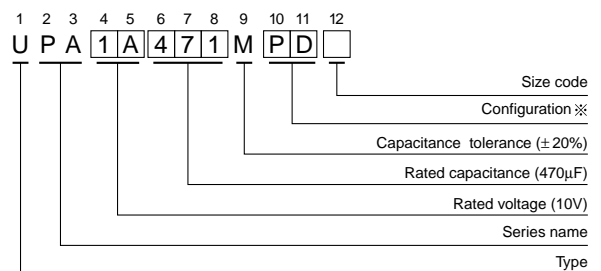 1 2 3 4 5 6 7 8 9 10 11 12
U P A 1 A 4 7 1 M P D
Size code
Configuration ※
Capacitance tolerance (± 20%)
Rated capacitance (470µF)
Rated voltage (10V)
Series name
Type